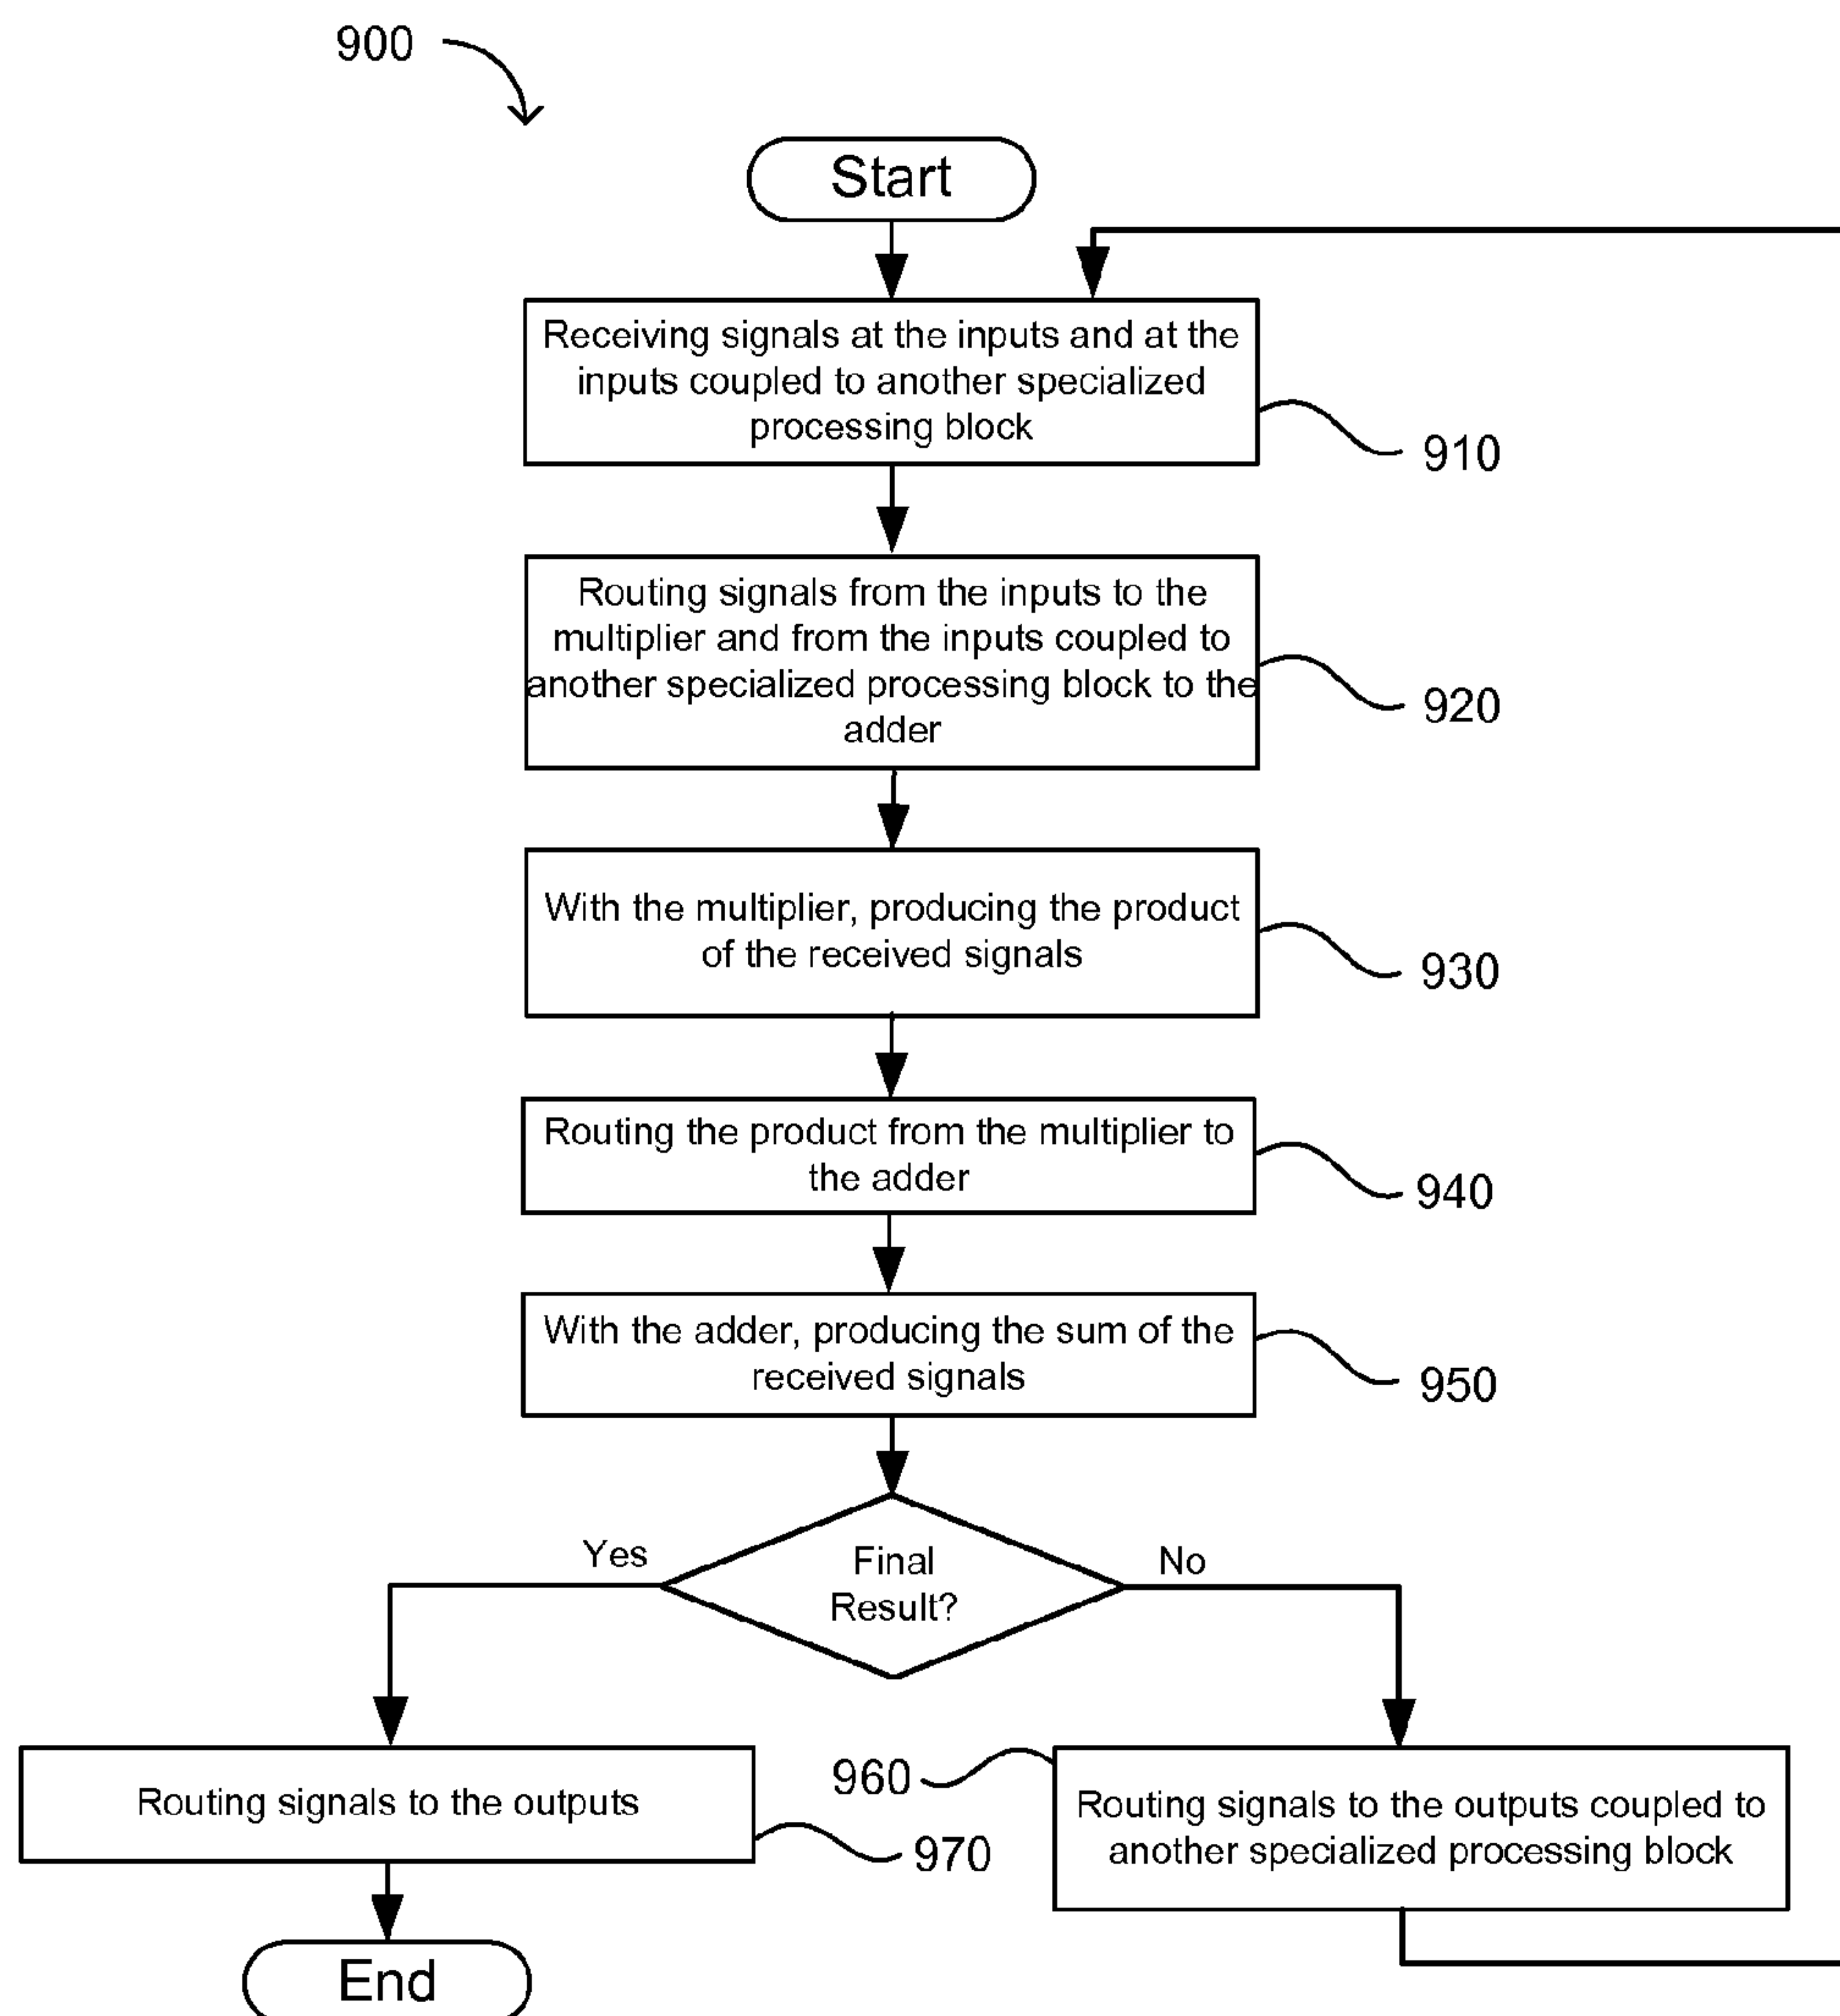 900
Start
Receiving signals at the inputs and at the
inputs coupled to another specialized
processing block
910
Routing signals from the inputs to the
multiplier and from the inputs coupled to
another specialized processing block to the
adder
920
With the multiplier, producing the product
of the received signals
930
Routing the product from the multiplier to
the adder
940
With the adder, producing the sum of the
received signals
950
Final
Result?
Yes
No
Routing signals to the outputs
970
960
Routing signals to the outputs coupled to
another specialized processing block
End